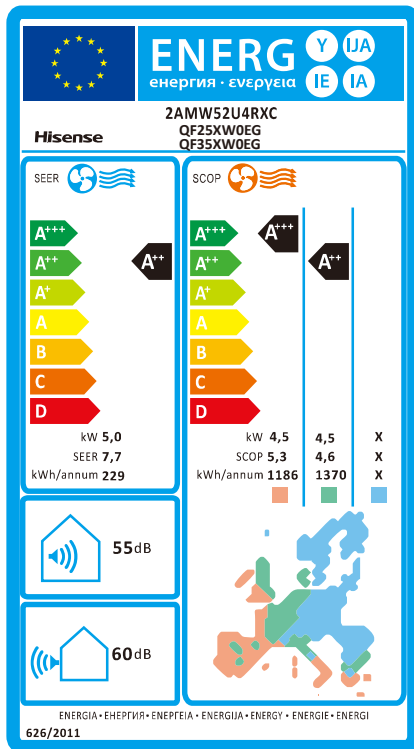 ENERG
Y IJA
IE IA
енергия · ενεργεια
2AMW52U4RXC
QF25XW0EG
QF35XW0EG
Hisense
SEER
A+++
A++
A+
A
B
C
D
A++
kW 5,0
SEER 7,7
kWh/annum 229
SCOP
A+++
A++
A+
A
B
C
D
A+++
A++
kW 4,5 4,5 X
SCOP 5,3 4,6 X
kWh/annum 1186 1370 X
55dB
60dB
ENERGIA • ЕНЕРГИЯ • ΕΝΕΡΓΕΙΑ • ENERGIJA • ENERGY • ENERGIE • ENERGI
626/2011